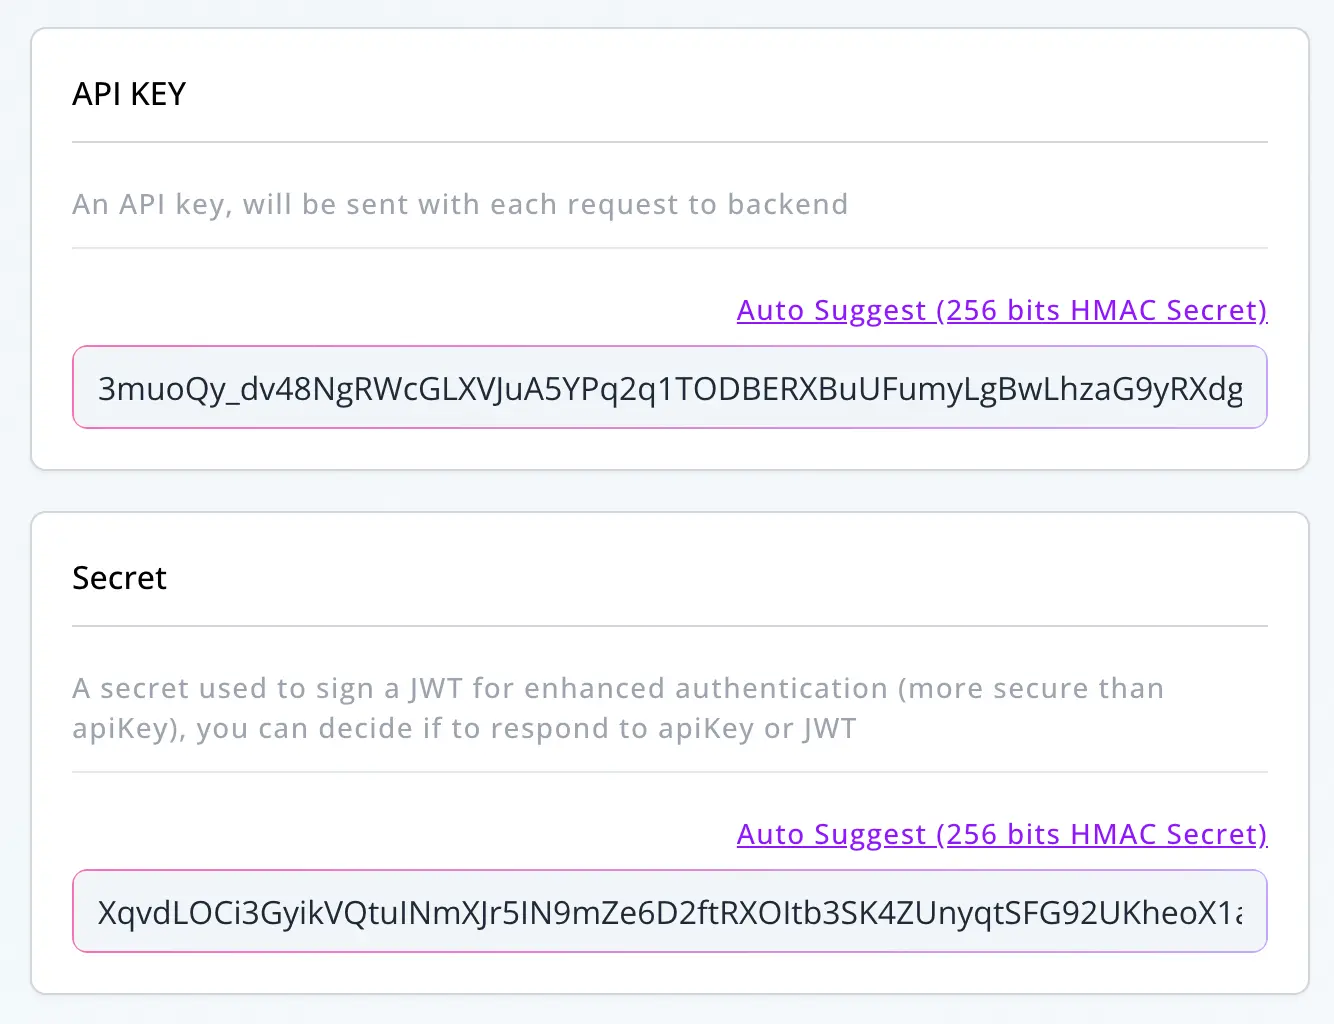 API KEY
An API key, will be sent with each request to backend
Auto Suggest (256 bits HMAC Secret)
3muoQy_dv48NgRWcGLXVJuA5YPq2q1TODBERXBuUFumyLgBwLhzaG9yRXdg
Secret
A secret used to sign a JWT for enhanced authentication (more secure than
apiKey), you can decide if to respond to apiKey or JWT
Auto Suggest (256 bits HMAC Secret)
XqvdLOCi3GyikVQtuINmXJr5IN9mZe6D2ftRXOItb3SK4ZUnyqtSFG92UKheoX1a